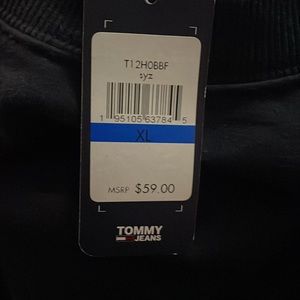 T12H0BBF
syz
1 95105 63784 5
XL
MSRP $59.00
TOMMY
JEANS